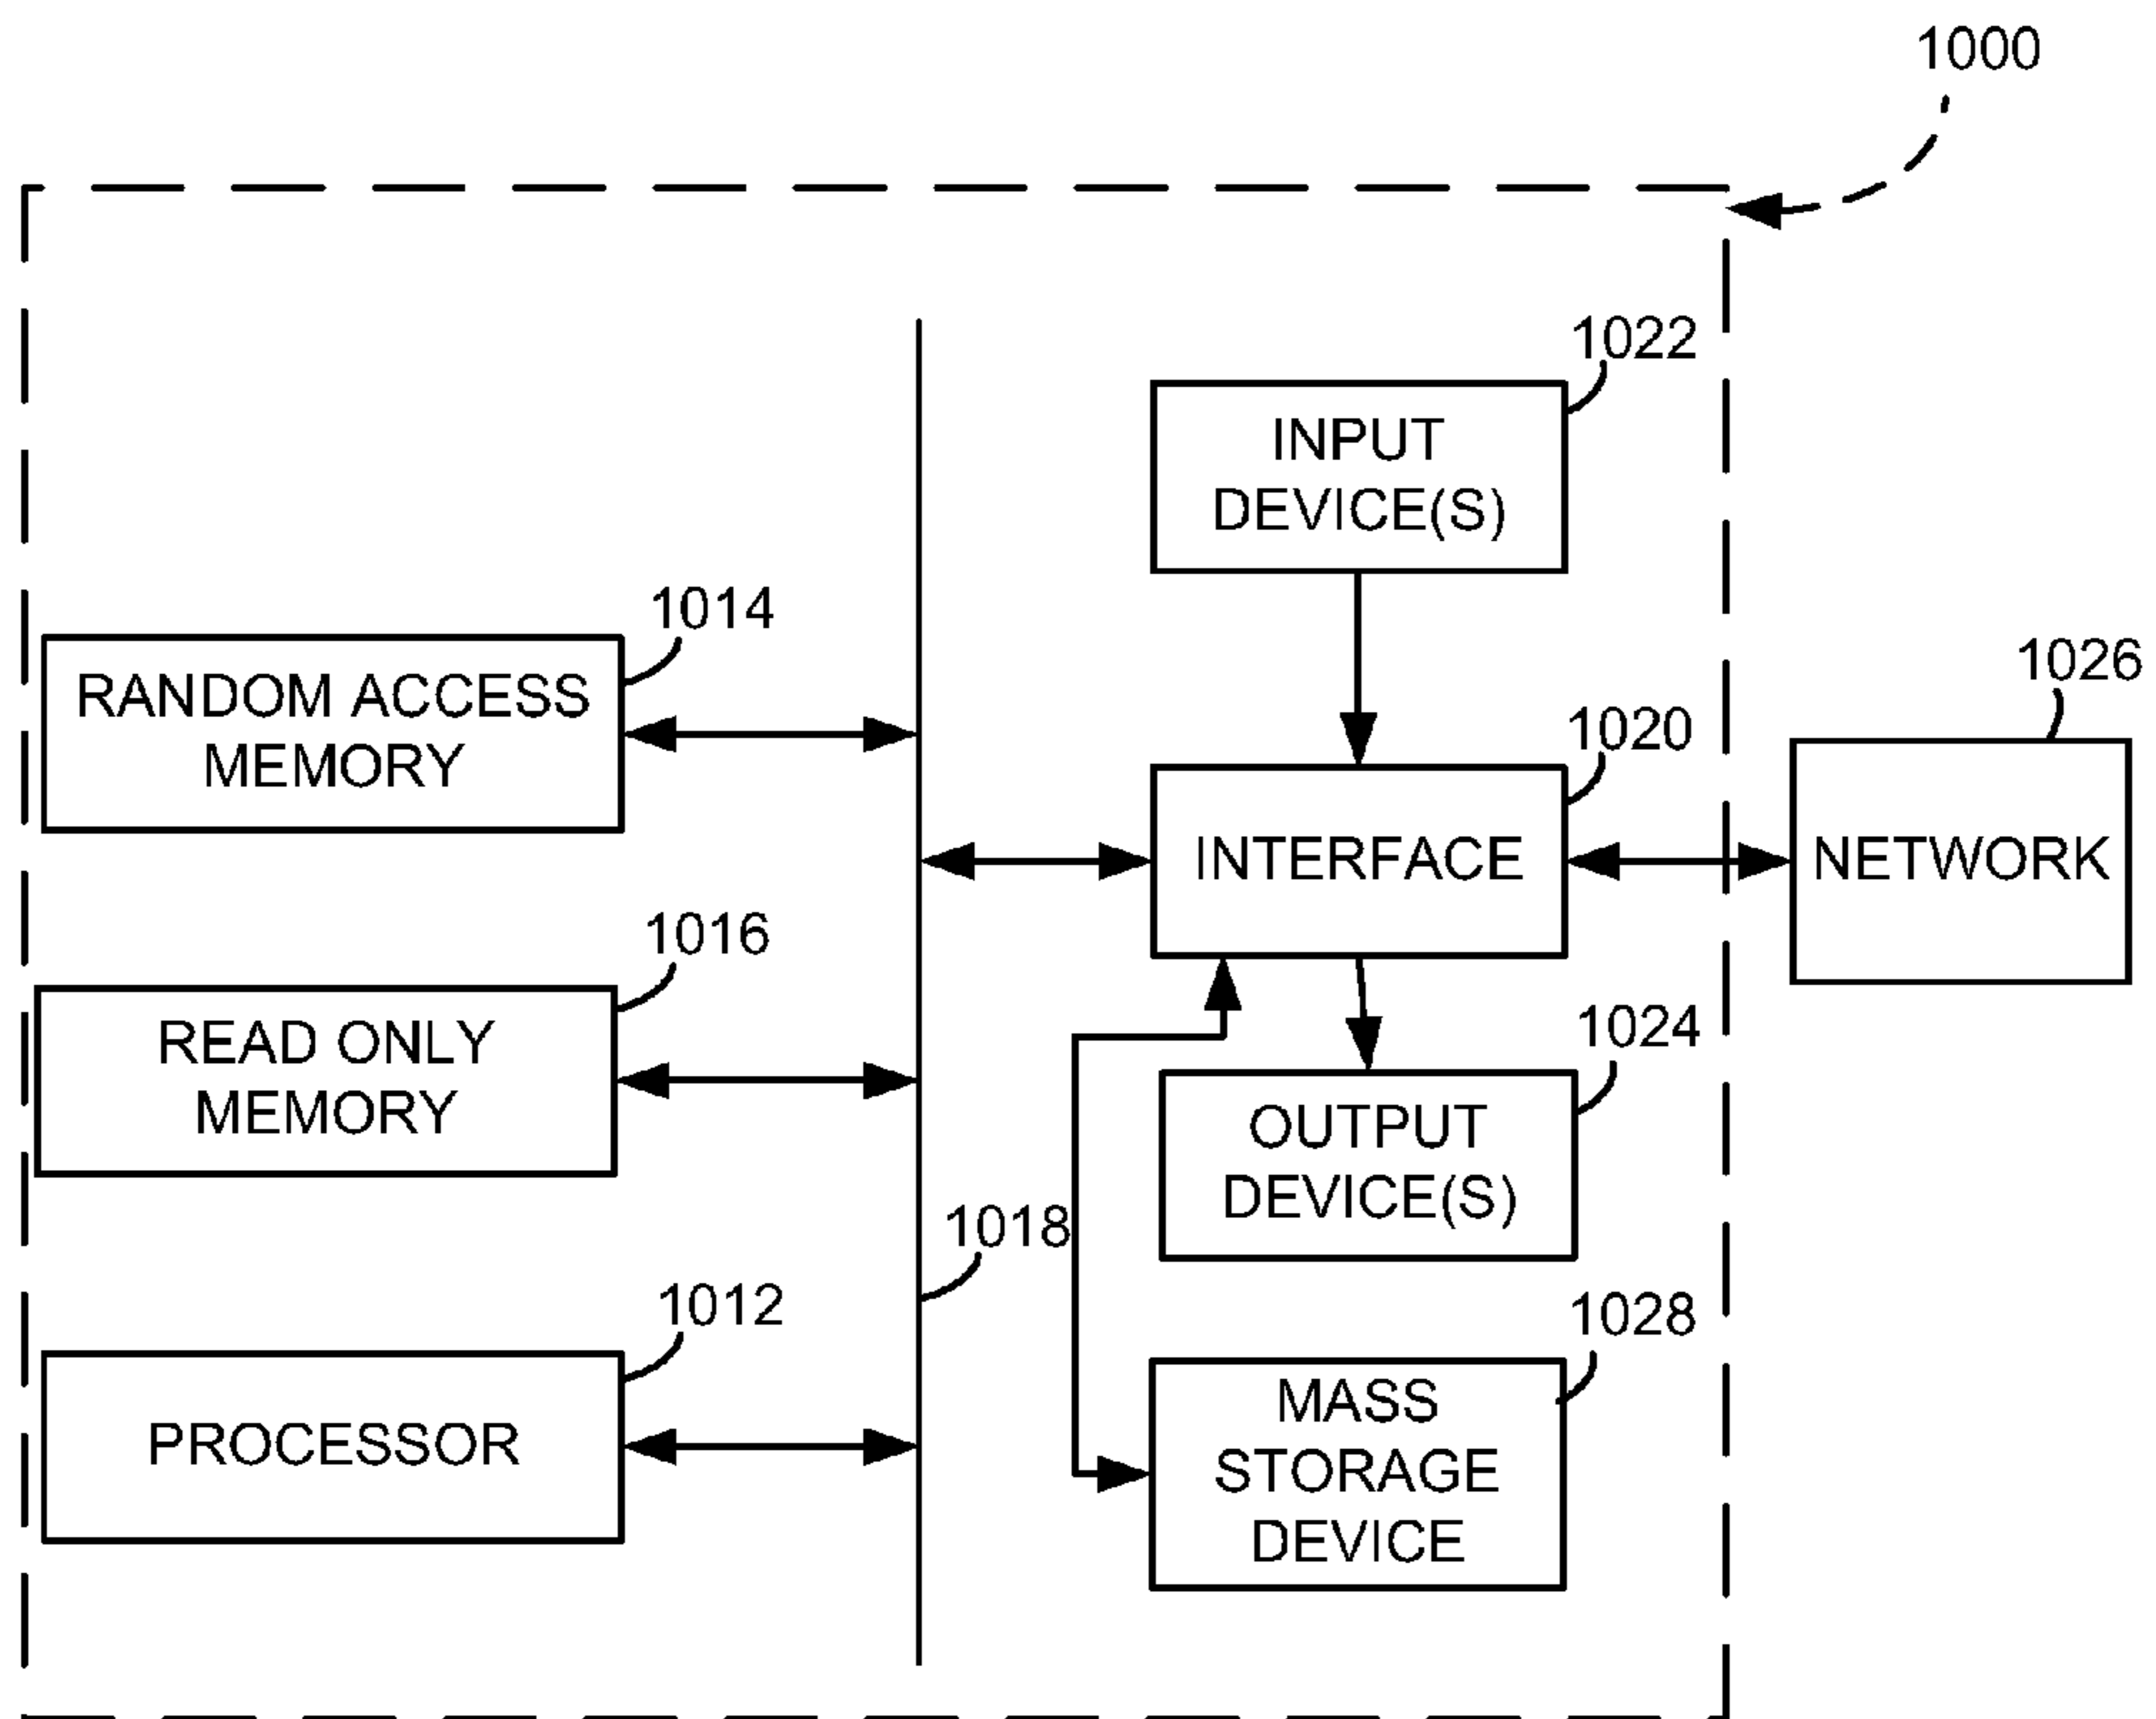 1000
1022
INPUT
DEVICE(S)
1014
RANDOM ACCESS
MEMORY
1026
1020
INTERFACE
NETWORK
1016
READ ONLY
MEMORY
1024
OUTPUT
DEVICE(S)
1018
1012
PROCESSOR
1028
MASS
STORAGE
DEVICE